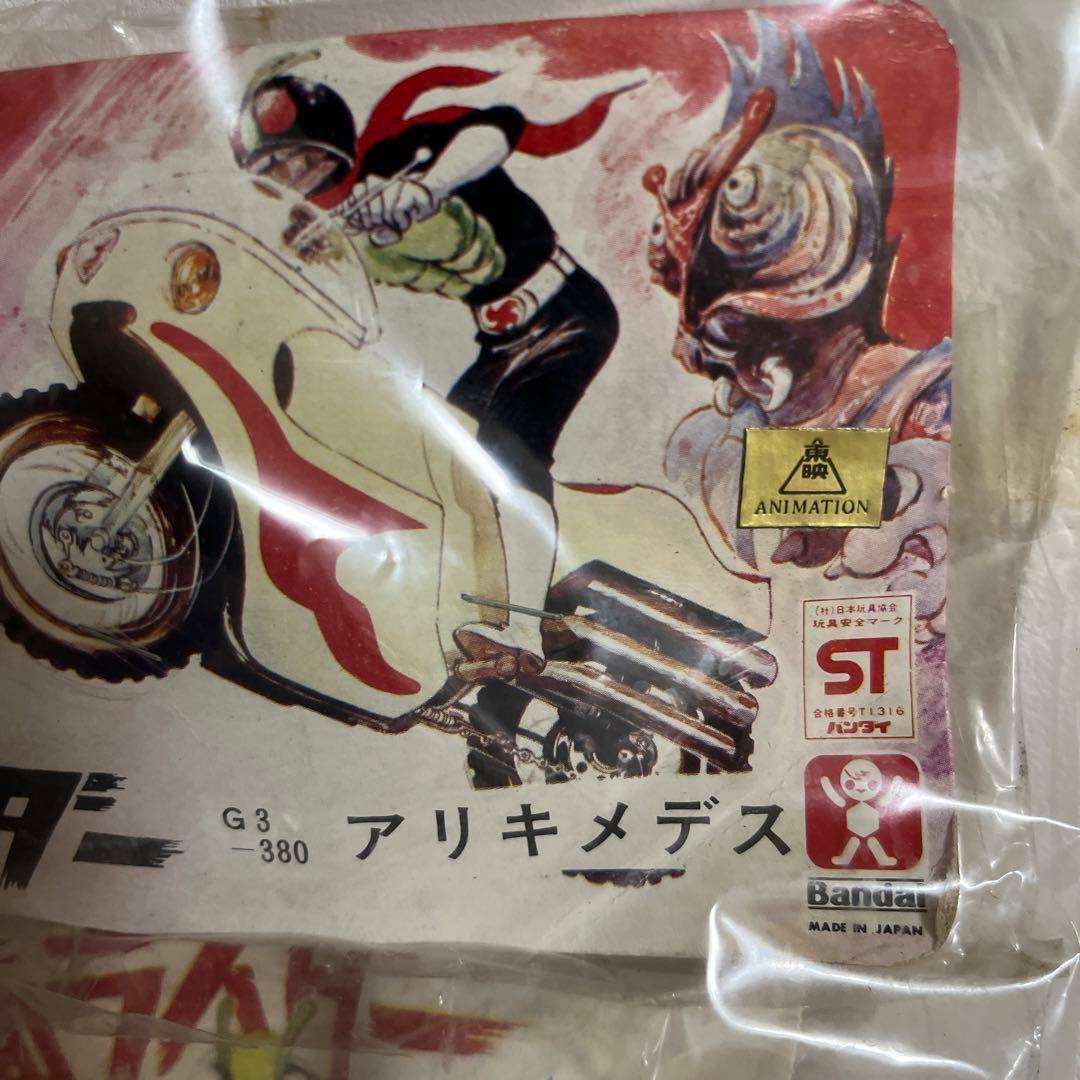 東映
ANIMATION
(社)日本玩具協会
玩具安全マーク
ST
合格番号T1316
バンダイ
ダー
G3
-380
アリキメデス
Bandai
MADE IN JAPAN